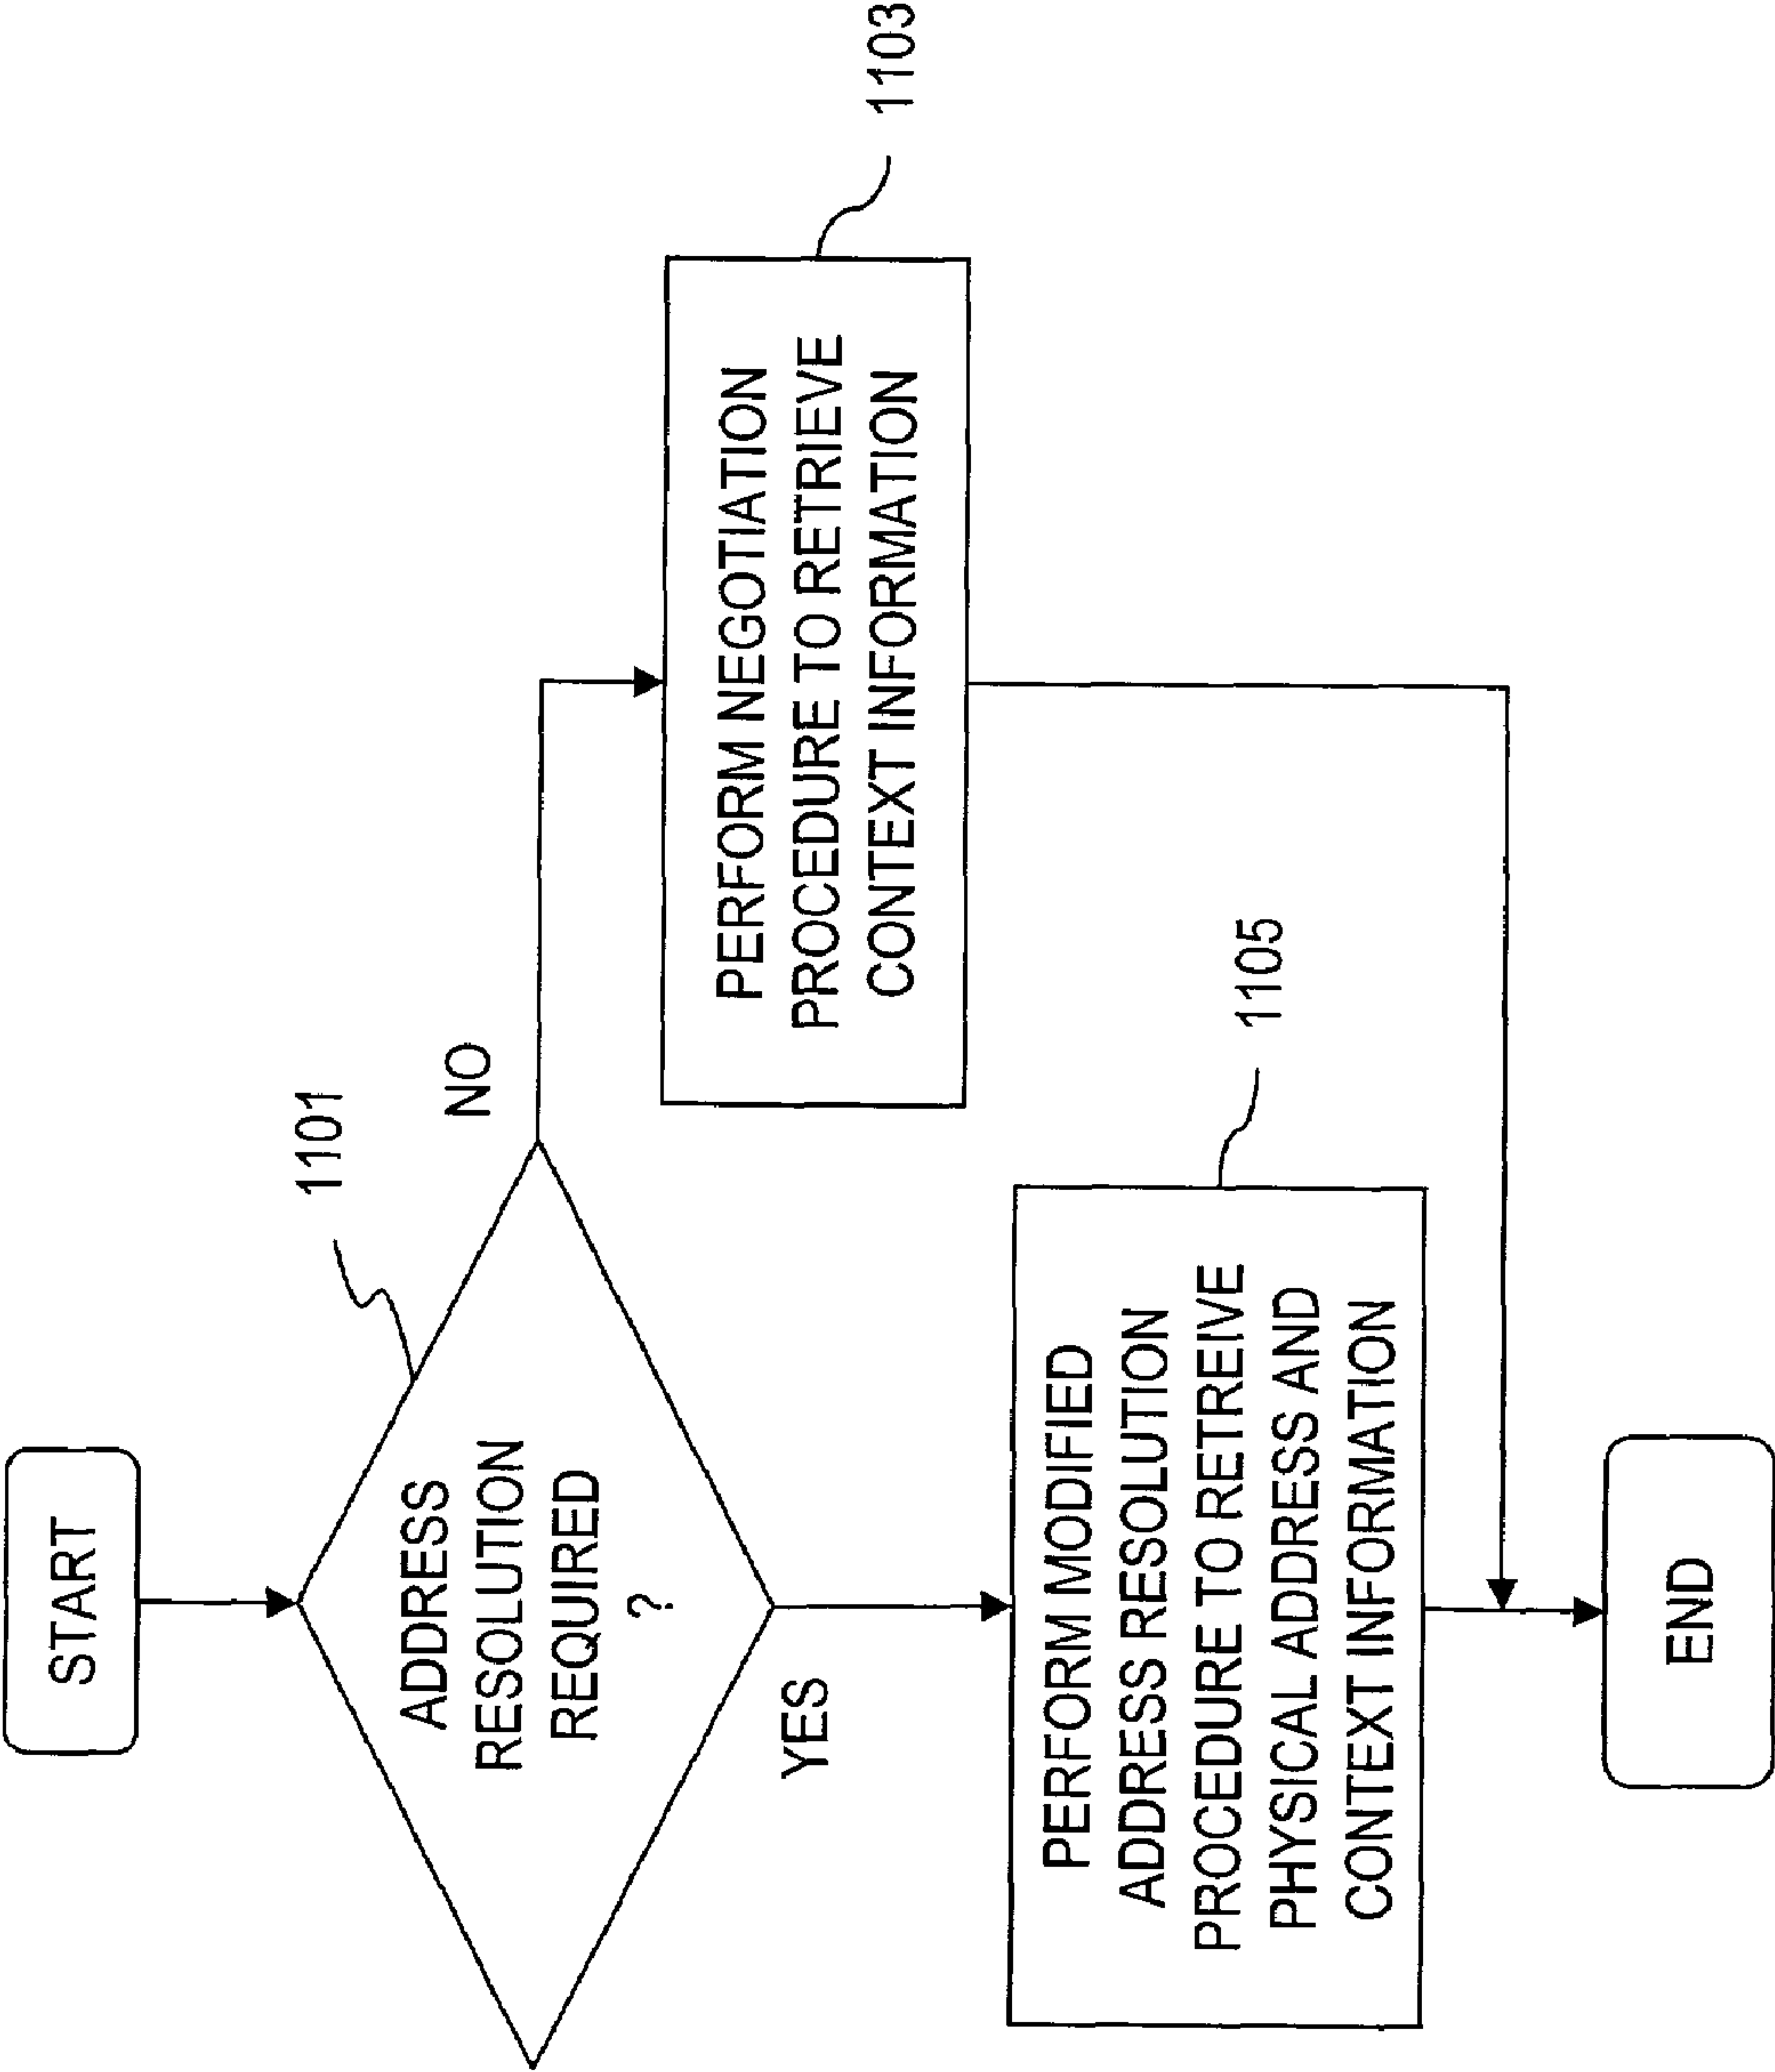 START
1101
ADDRESS
RESOLUTION
REQUIRED
?
NO
1103
PERFORM NEGOTIATION
PROCEDURE TO RETRIEVE
CONTEXT INFORMATION
YES
1105
PERFORM MODIFIED
ADDRESS RESOLUTION
PROCEDURE TO RETREIVE
PHYSICAL ADDRESS AND
CONTEXT INFORMATION
END